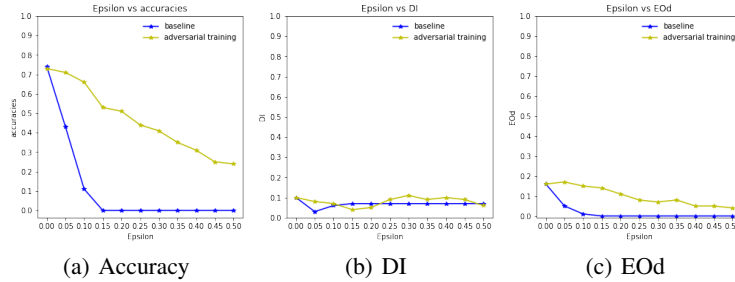 Epsilon vs accuracies
baseline
adversarial training
accuracies
1.0
0.9
0.8
0.7
0.6
0.5
0.4
0.3
0.2
0.1
0.0
0.00 0.05 0.10 0.15 0.20 0.25 0.30 0.35 0.40 0.45 0.50
Epsilon
(a) Accuracy
Epsilon vs DI
baseline
adversarial training
DI
1.0
0.9
0.8
0.7
0.6
0.5
0.4
0.3
0.2
0.1
0.0
0.00 0.05 0.10 0.15 0.20 0.25 0.30 0.35 0.40 0.45 0.50
Epsilon
(b) DI
Epsilon vs EOd
baseline
adversarial training
EOd
1.0
0.9
0.8
0.7
0.6
0.5
0.4
0.3
0.2
0.1
0.0
0.00 0.05 0.10 0.15 0.20 0.25 0.30 0.35 0.40 0.45
Epsilon
(c) EOd